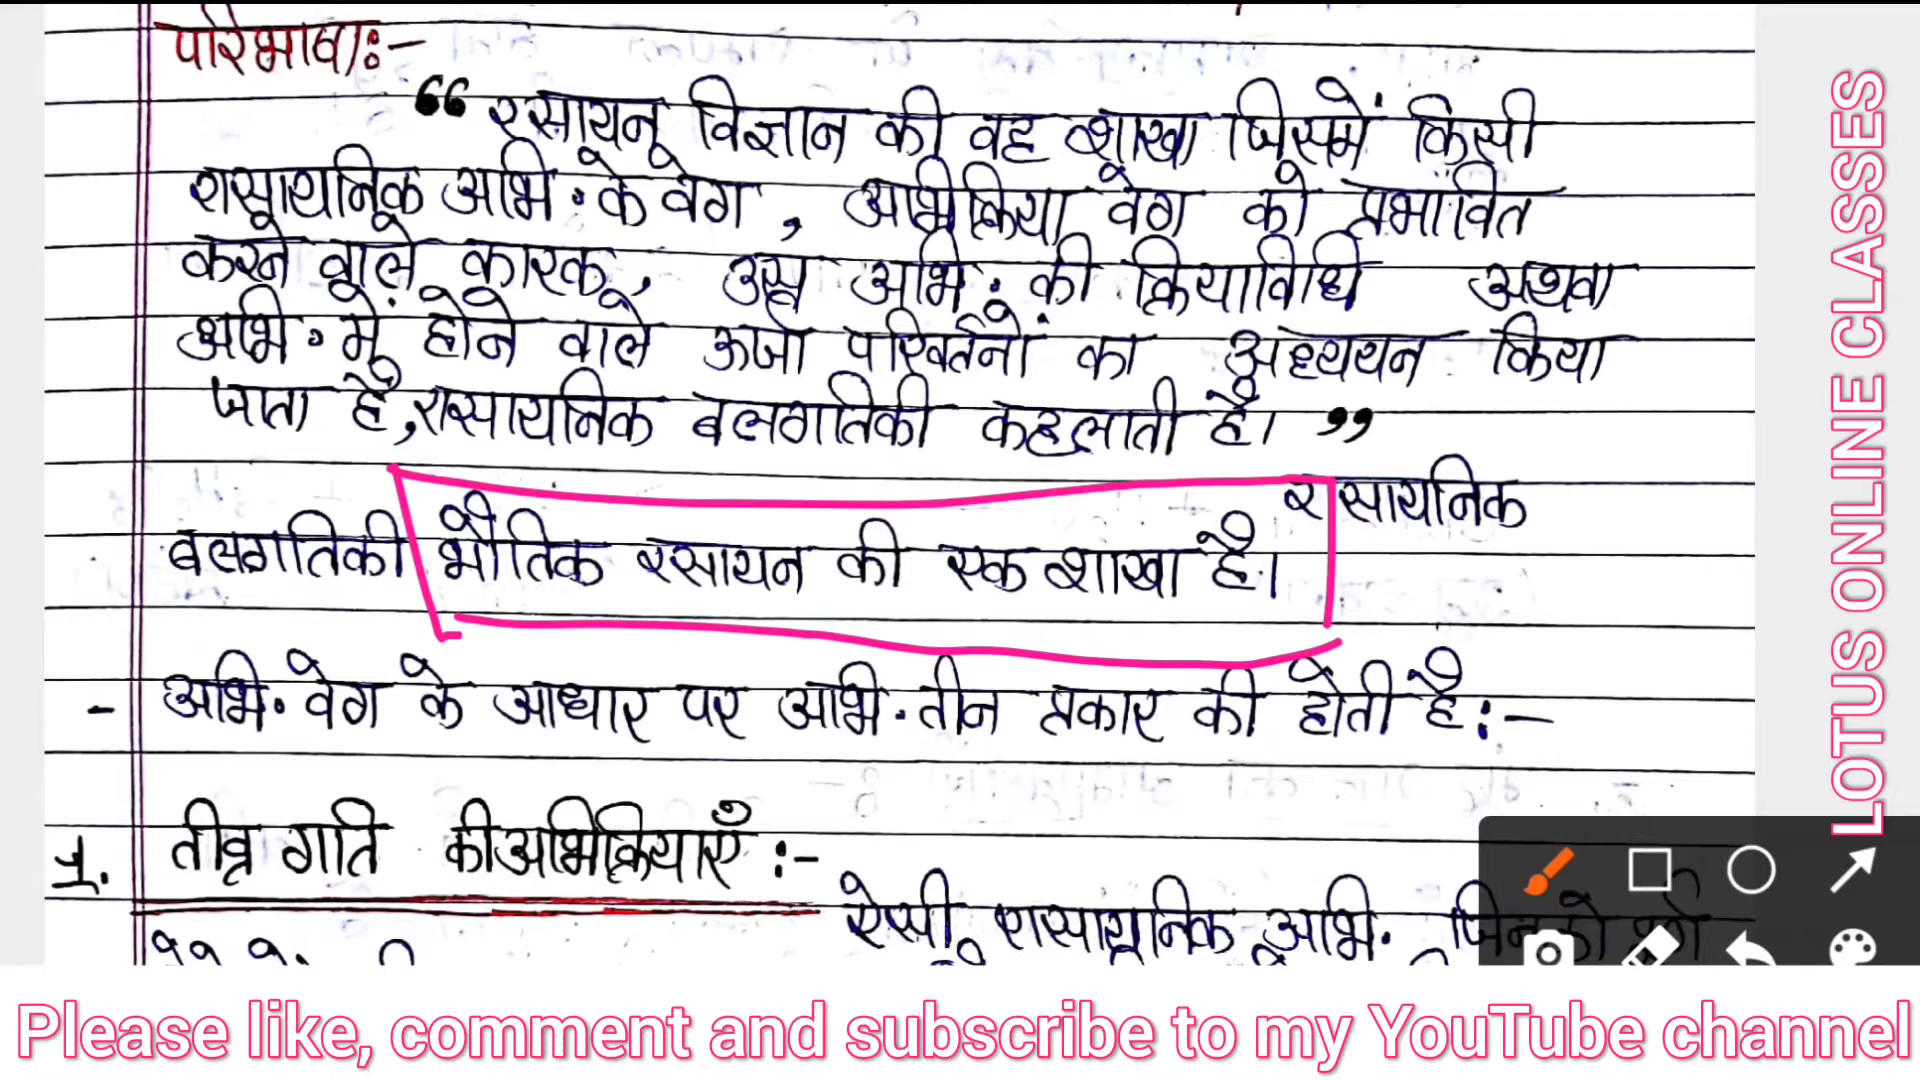 परिभाषा:-
“ रसायन विज्ञान की वह शाखा जिसमें किसी
रासायनिक अभि. के वेग , अभिक्रिया वेग को प्रभावित
करने वाले कारक, उस अभि. की क्रियाविधि अथवा
अभि. में होने वाले ऊर्जा परिवर्तनों का अध्ययन किया
जाता है, रासायनिक बलगतिकी कहलाती है। ”
रसायनिक
बलगतिकी भौतिक रसायन की एक शाखा है।
- अभि. वेग के आधार पर अभि. तीन प्रकार की होती है :-
1. तीव्र गति की अभिक्रियाएँ :-
ऐसी रासायनिक अभि.
LOTUS ONLINE CLASSES
Please like, comment and subscribe to my YouTube channel